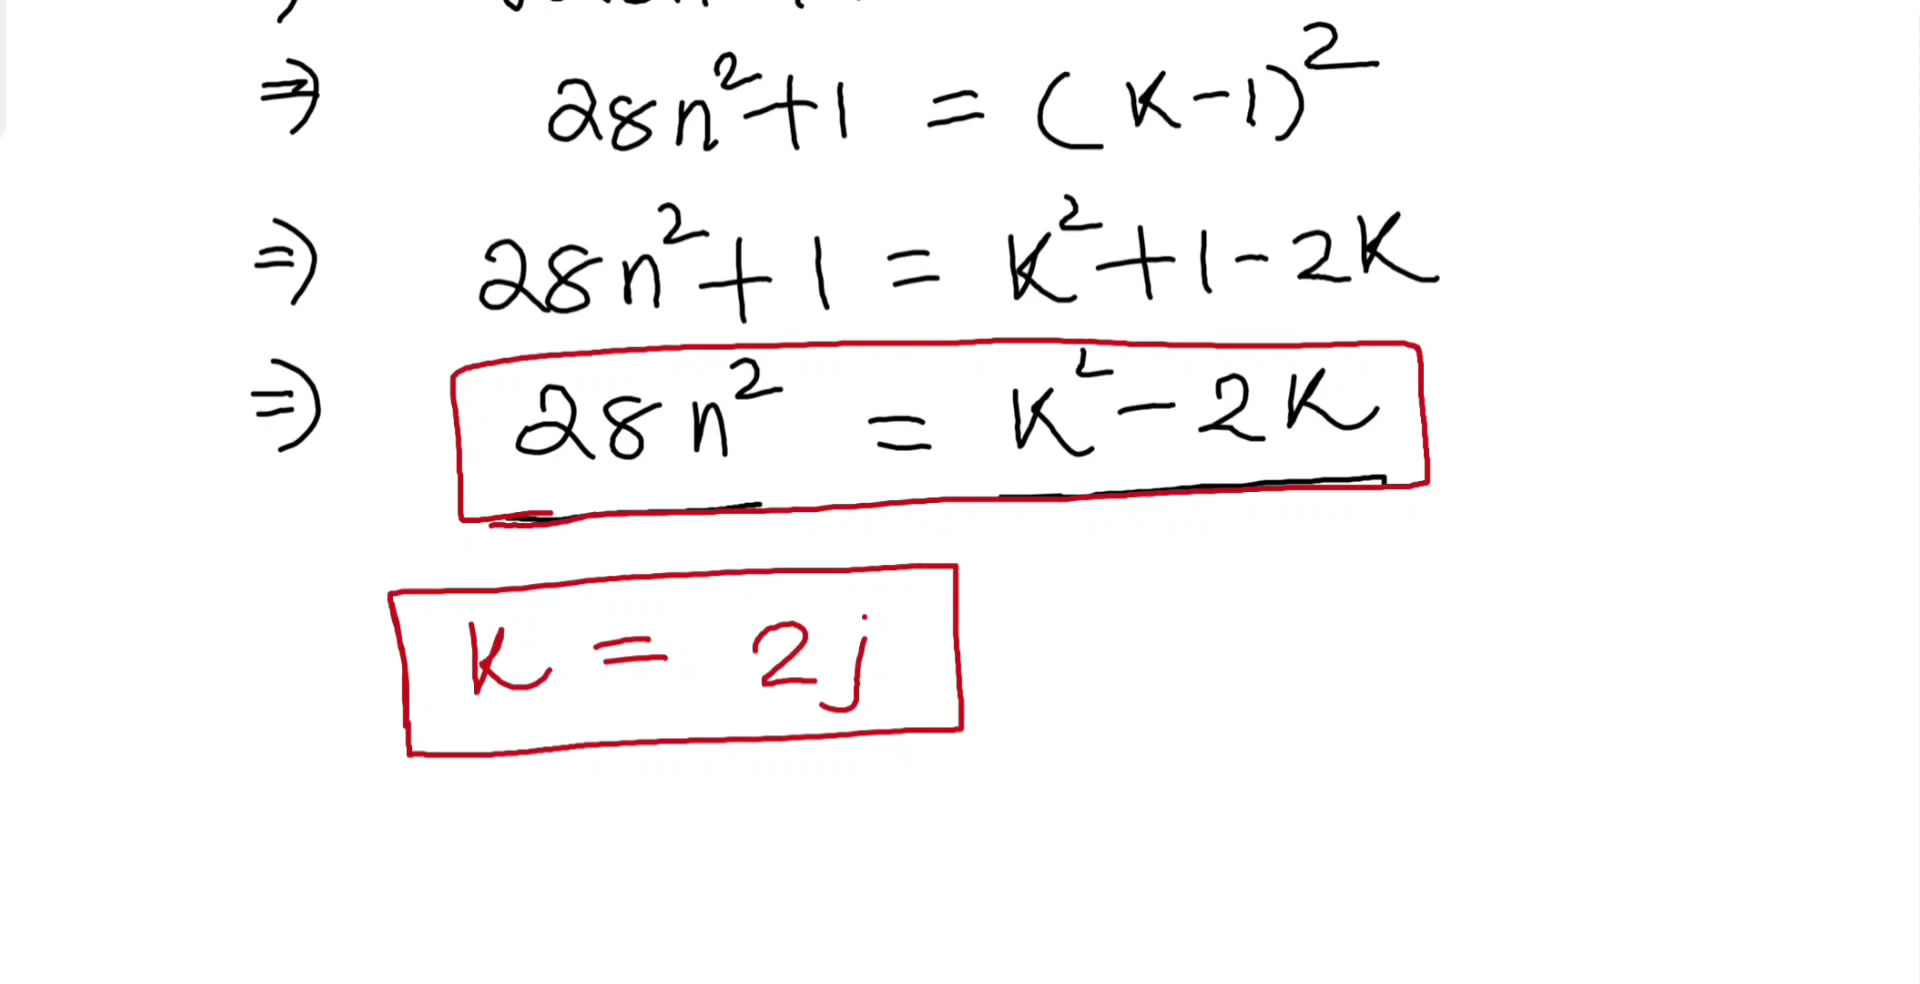 ⇒ 28n²+1 = (K-1)²
⇒ 28n²+1 = K²+1-2K
⇒ 28n² = K²-2K
K = 2j